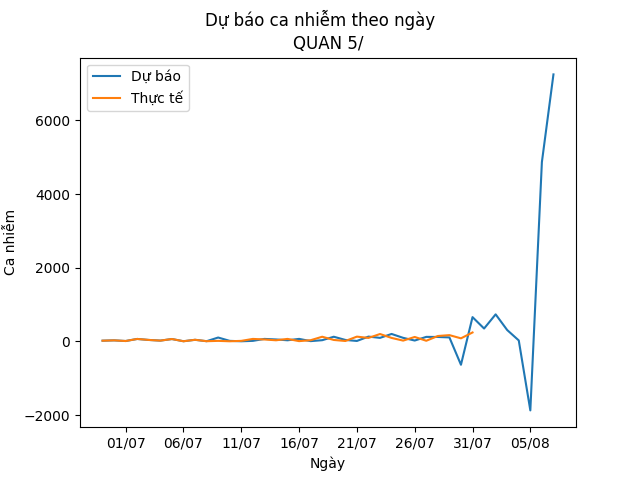 Dự báo ca nhiễm theo ngày
QUAN 5/
Dự báo
Thực tế
Ca nhiễm
6000
4000
2000
0
−2000
01/07 06/07 11/07 16/07 21/07 26/07 31/07 05/08
Ngày